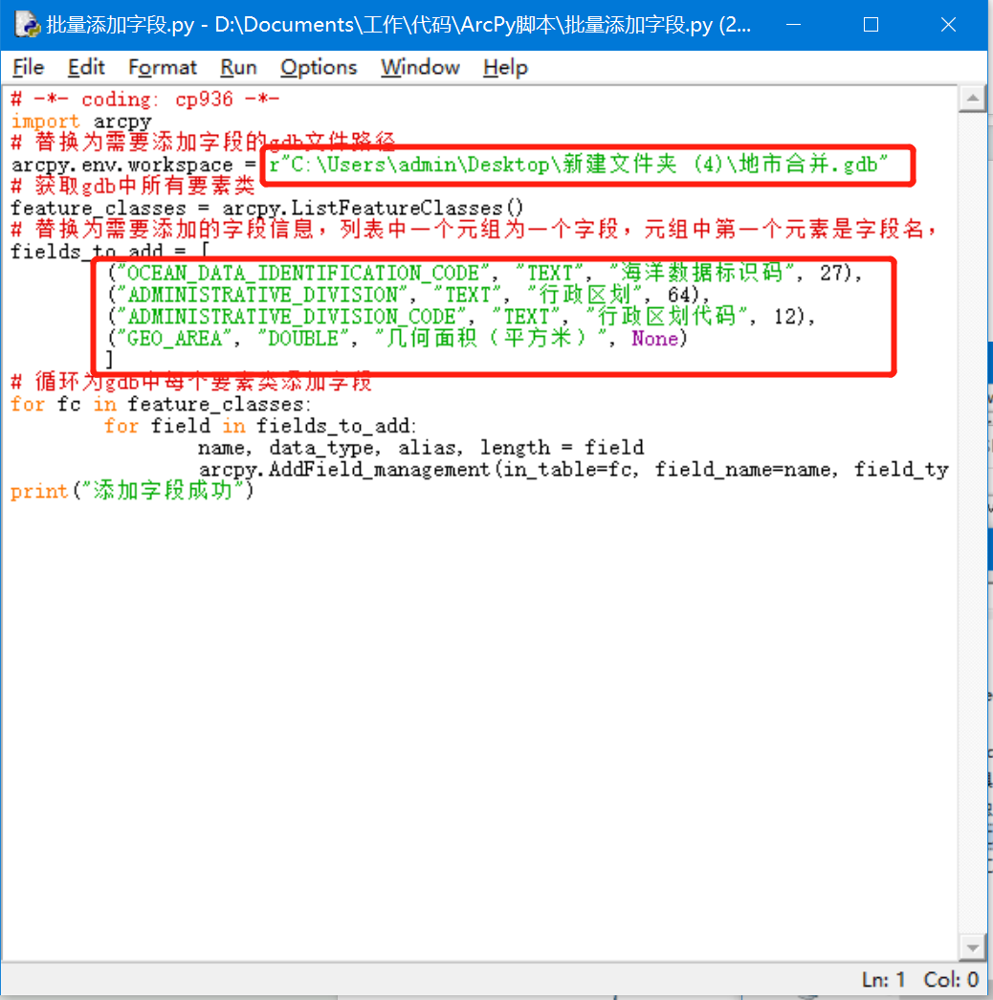 批量添加字段.py - D:\Documents\工作\代码\ArcPy脚本\批量添加字段.py (2...
File Edit Format Run Options Window Help
# -*- coding: cp936 -*-
import arcpy
# 替换为需要添加字段的gdb文件路径
arcpy.env.workspace = r"C:\Users\admin\Desktop\新建文件夹 (4)\地市合并.gdb"
# 获取gdb中所有要素类
feature_classes = arcpy.ListFeatureClasses()
# 替换为需要添加的字段信息，列表中一个元组为一个字段，元组中第一个元素是字段名，
fields_to_add = [
("OCEAN_DATA_IDENTIFICATION_CODE", "TEXT", "海洋数据标识码", 27),
("ADMINISTRATIVE_DIVISION", "TEXT", "行政区划", 64),
("ADMINISTRATIVE_DIVISION_CODE", "TEXT", "行政区划代码", 12),
("GEO_AREA", "DOUBLE", "几何面积（平方米）", None)
]
# 循环为gdb中每个要素类添加字段
for fc in feature_classes:
for field in fields_to_add:
name, data_type, alias, length = field
arcpy.AddField_management(in_table=fc, field_name=name, field_ty
print("添加字段成功")
Ln: 1 Col: 0